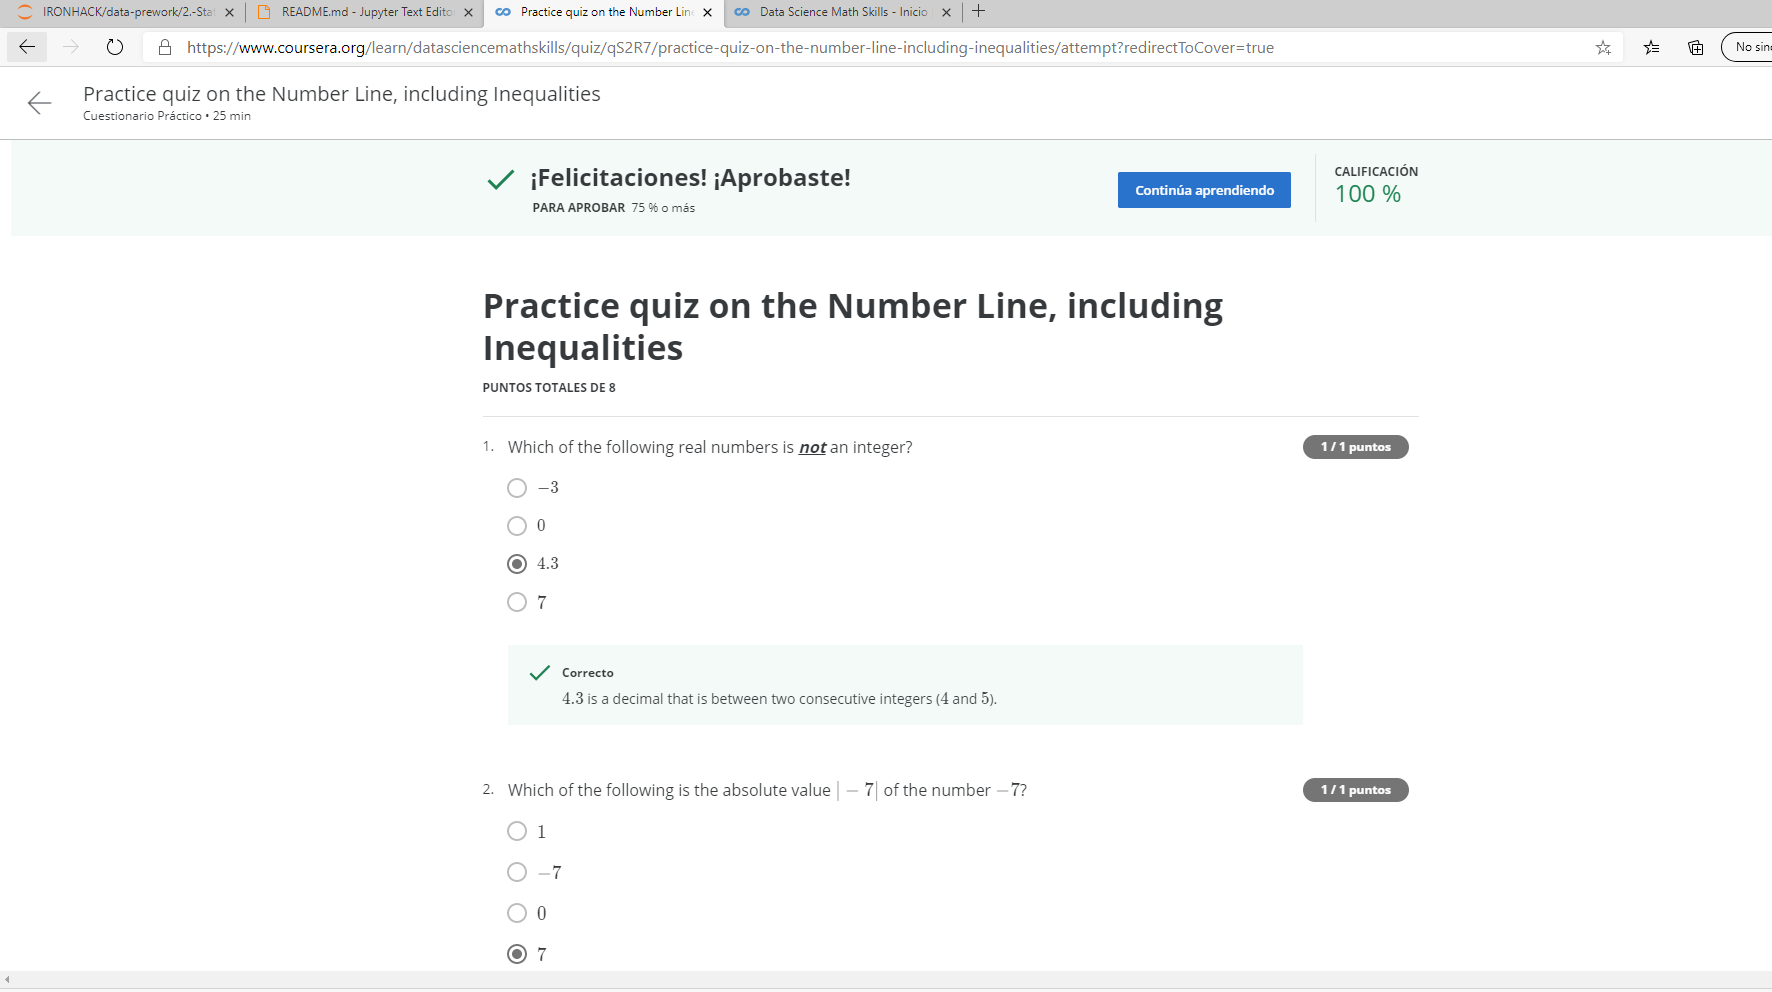 IRONHACK/data-prework/2.-Sta
README.md - Jupyter Text Edito
Practice quiz on the Number Lin
Data Science Math Skills - Inicio
https://www.coursera.org/learn/datasciencemathskills/quiz/qS2R7/practice-quiz-on-the-number-line-including-inequalities/attempt?redirectToCover=true
No sin
Practice quiz on the Number Line, including Inequalities
Cuestionario Práctico • 25 min
¡Felicitaciones! ¡Aprobaste!
PARA APROBAR 75 % o más
Continúa aprendiendo
CALIFICACIÓN
100 %
Practice quiz on the Number Line, including
Inequalities
PUNTOS TOTALES DE 8
1. Which of the following real numbers is not an integer?
1 / 1 puntos
−3
0
4.3
7
Correcto
4.3 is a decimal that is between two consecutive integers (4 and 5).
2. Which of the following is the absolute value | − 7| of the number −7?
1 / 1 puntos
1
−7
0
7